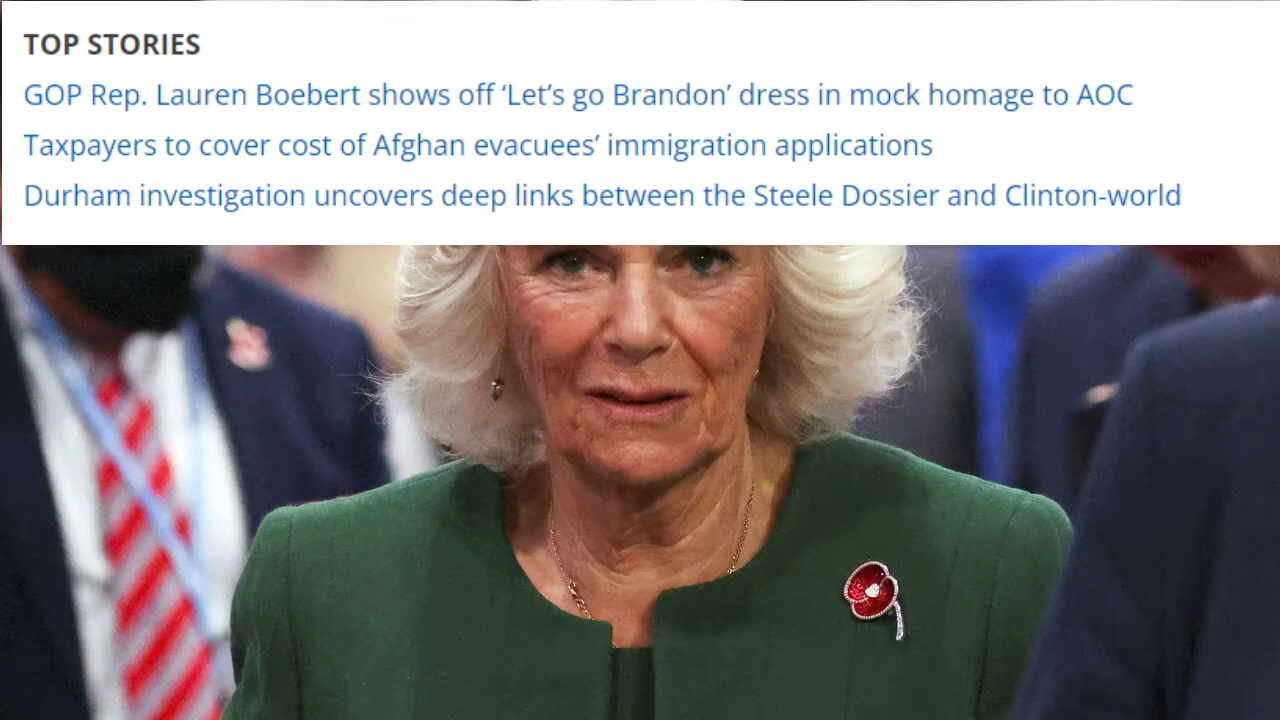 TOP STORIES
GOP Rep. Lauren Boebert shows off ‘Let’s go Brandon’ dress in mock homage to AOC
Taxpayers to cover cost of Afghan evacuees’ immigration applications
Durham investigation uncovers deep links between the Steele Dossier and Clinton-world